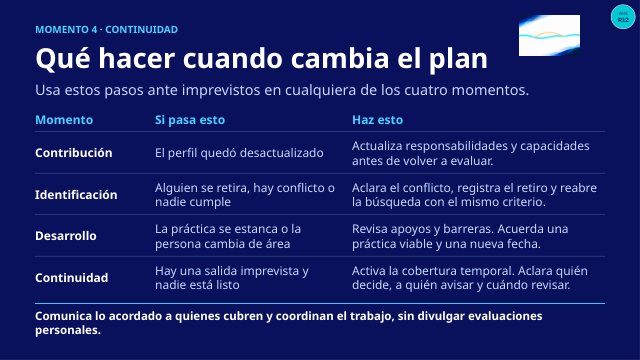 MOMENTO 4 · CONTINUIDAD
R12
Qué hacer cuando cambia el plan
Usa estos pasos ante imprevistos en cualquiera de los cuatro momentos.
Momento Si pasa esto Haz esto
Contribución El perfil quedó desactualizado Actualiza responsabilidades y capacidades
antes de volver a evaluar.
Identificación Alguien se retira, hay conflicto o
nadie cumple Aclara el conflicto, registra el retiro y reabre
la búsqueda con el mismo criterio.
Desarrollo La práctica se estanca o la
persona cambia de área Revisa apoyos y barreras. Acuerda una
práctica viable y una nueva fecha.
Continuidad Hay una salida imprevista y
nadie está listo Activa la cobertura temporal. Aclara quién
decide, a quién avisar y cuándo revisar.
Comunica lo acordado a quienes cubren y coordinan el trabajo, sin divulgar evaluaciones
personales.